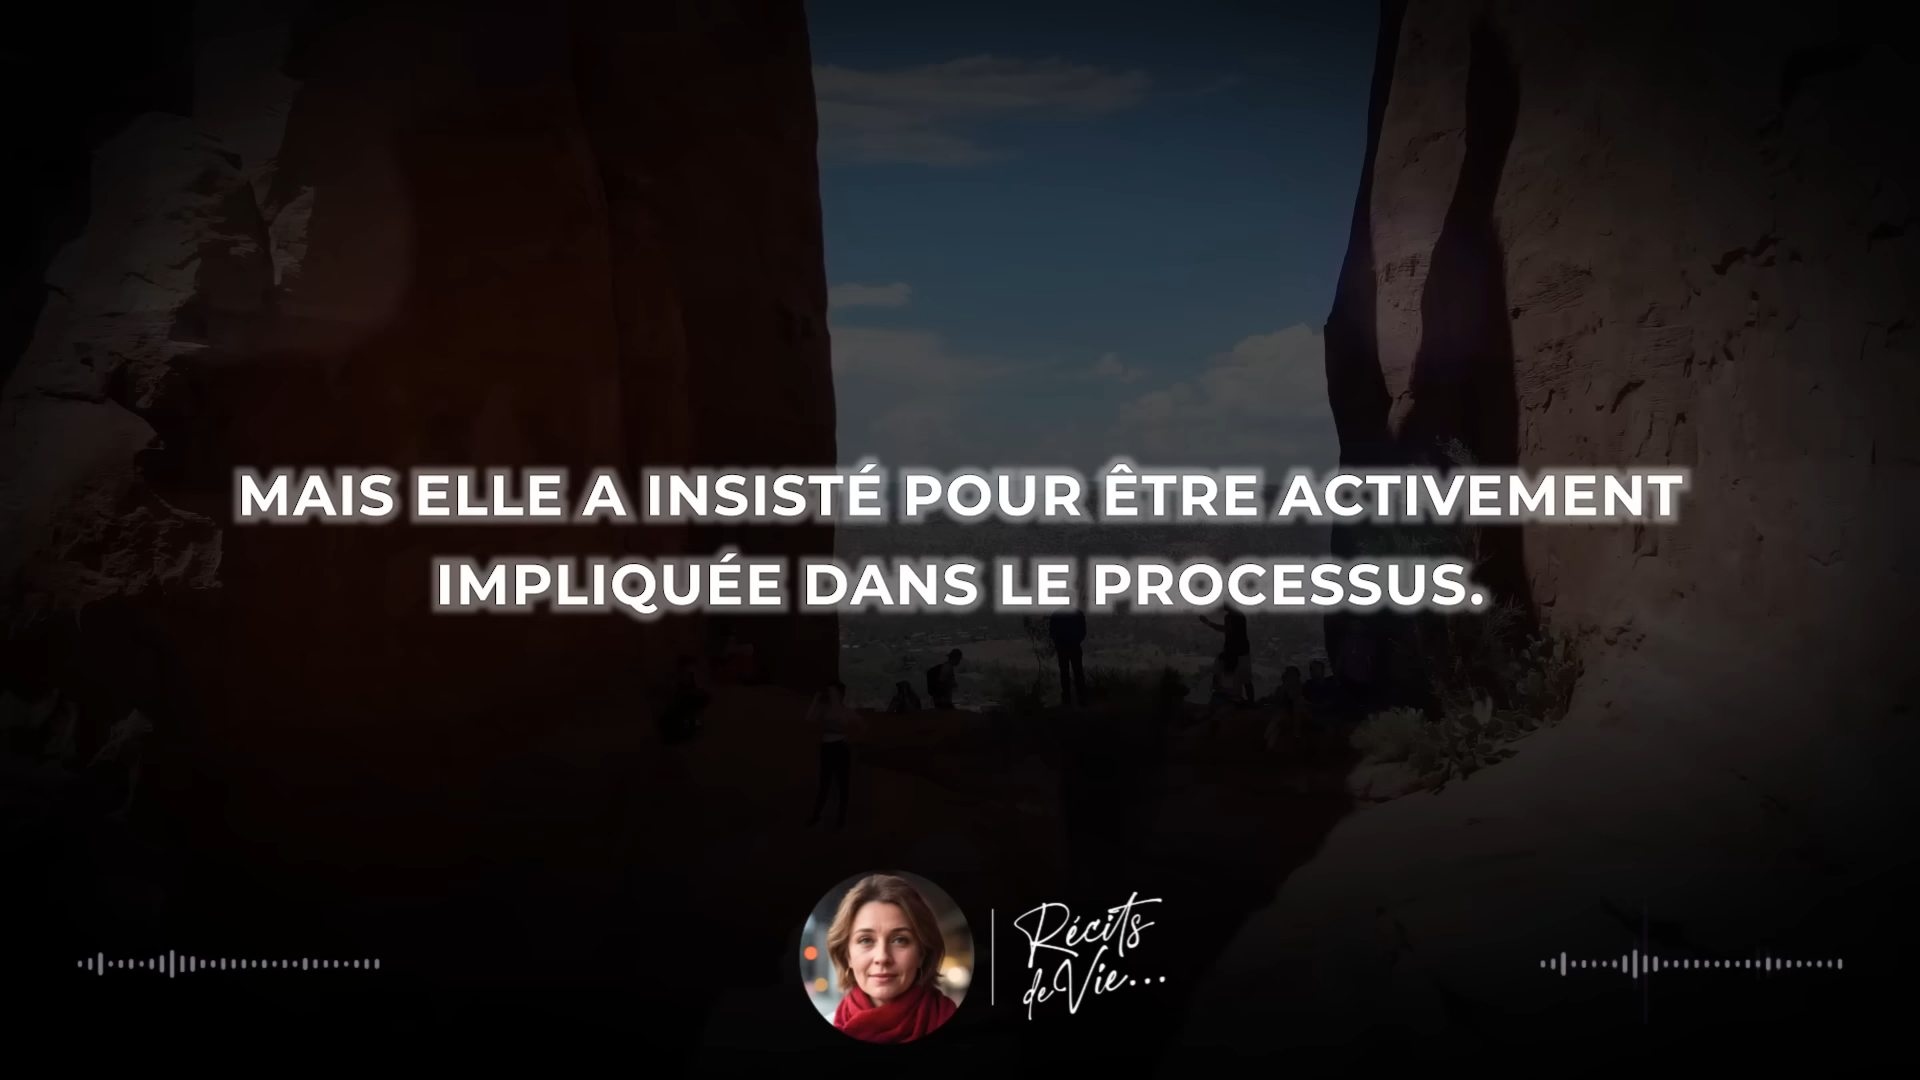 MAIS ELLE A INSISTÉ POUR ÊTRE ACTIVEMENT
IMPLIQUÉE DANS LE PROCESSUS.
Récits
de Vie...